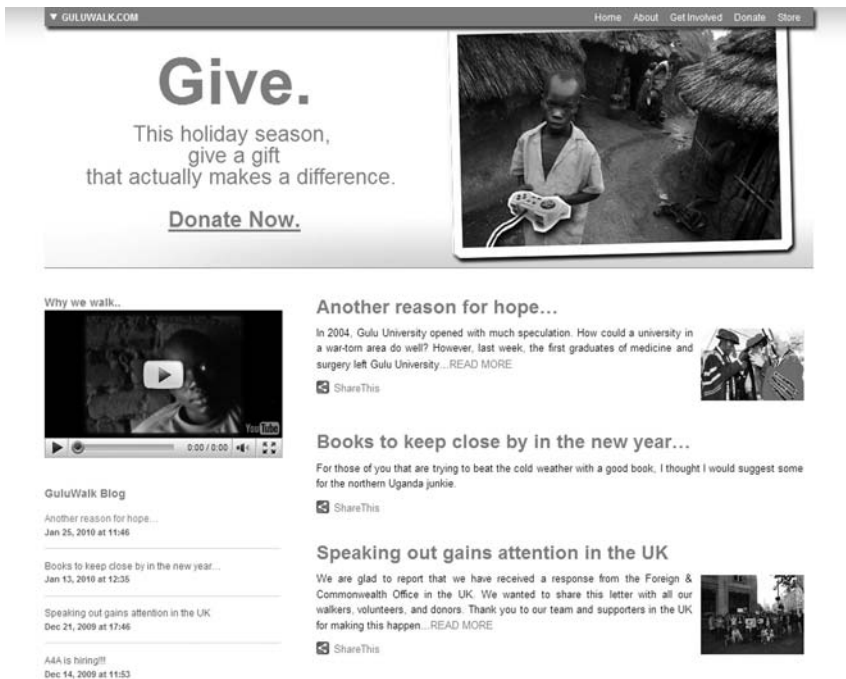 GULUWALK.COM
Home About Get Involved Donate Store
Give.
This holiday season,
give a gift
that actually makes a difference.
Donate Now.
Why we walk..
YouTube
0:00 / 0:00
GuluWalk Blog
Another reason for hope...
Jan 25, 2010 at 11:46
Books to keep close by in the new year...
Jan 13, 2010 at 12:35
Speaking out gains attention in the UK
Dec 21, 2009 at 17:46
A4A is hiring!!!
Dec 14, 2009 at 11:53
Another reason for hope...
In 2004, Gulu University opened with much speculation. How could a university in
a war-torn area do well? However, last week, the first graduates of medicine and
surgery left Gulu University...READ MORE
ShareThis
Books to keep close by in the new year...
For those of you that are trying to beat the cold weather with a good book, I thought I would suggest some
for the northern Uganda junkie.
ShareThis
Speaking out gains attention in the UK
We are glad to report that we have received a response from the Foreign &
Commonwealth Office in the UK. We wanted to share this letter with all our
walkers, volunteers, and donors. Thank you to our team and supporters in the UK
for making this happen...READ MORE
ShareThis